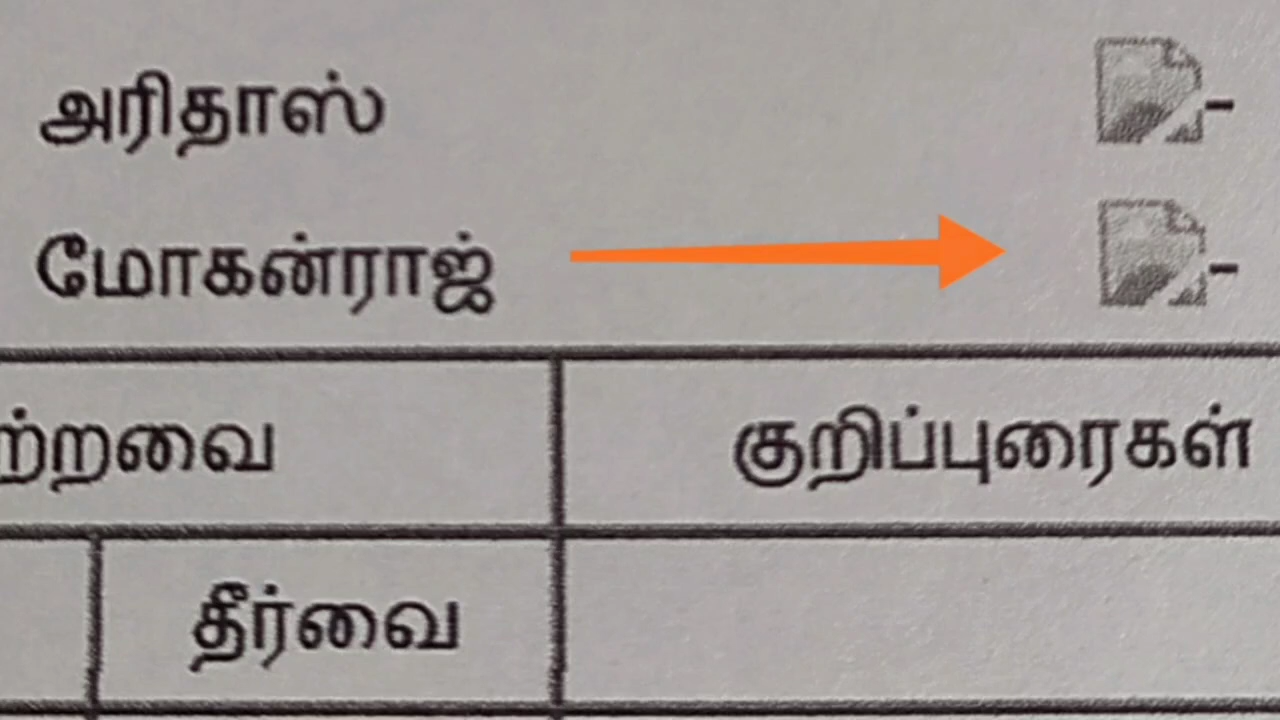 அரிதாஸ் -
மோகன்ராஜ் -
ற்றவை குறிப்புரைகள்
தீர்வை